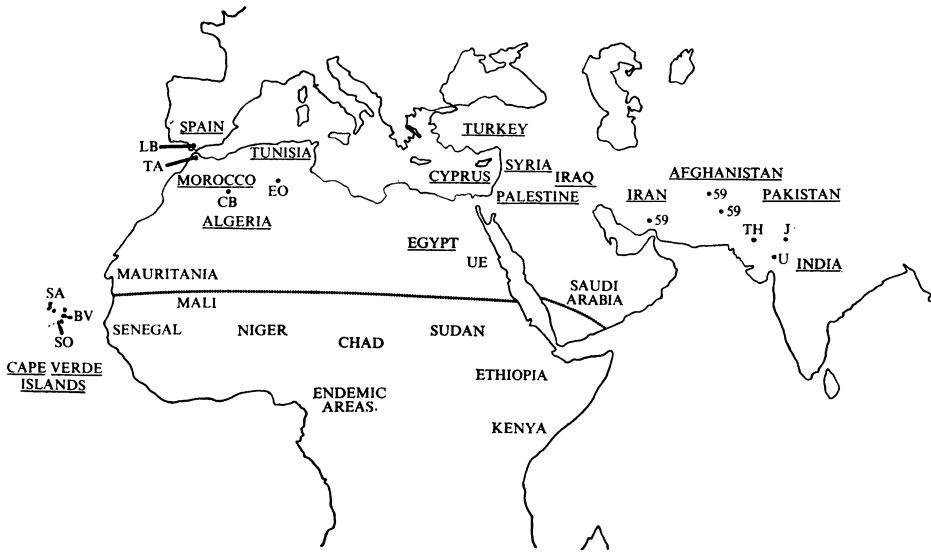 SPAIN
TURKEY
LB
TUNISIA
TA
CYPRUS
SYRIA
MOROCCO
EO
IRAQ
AFGHANISTAN
CB
PALESTINE
IRAN
59
PAKISTAN
ALGERIA
59
59
TH
J
EGYPT
UE
U
INDIA
MAURITANIA
SAUDI
ARABIA
SA
MALI
BV
SENEGAL
NIGER
SUDAN
SO
CHAD
CAPE VERDE
ISLANDS
ETHIOPIA
ENDEMIC
AREAS.
KENYA